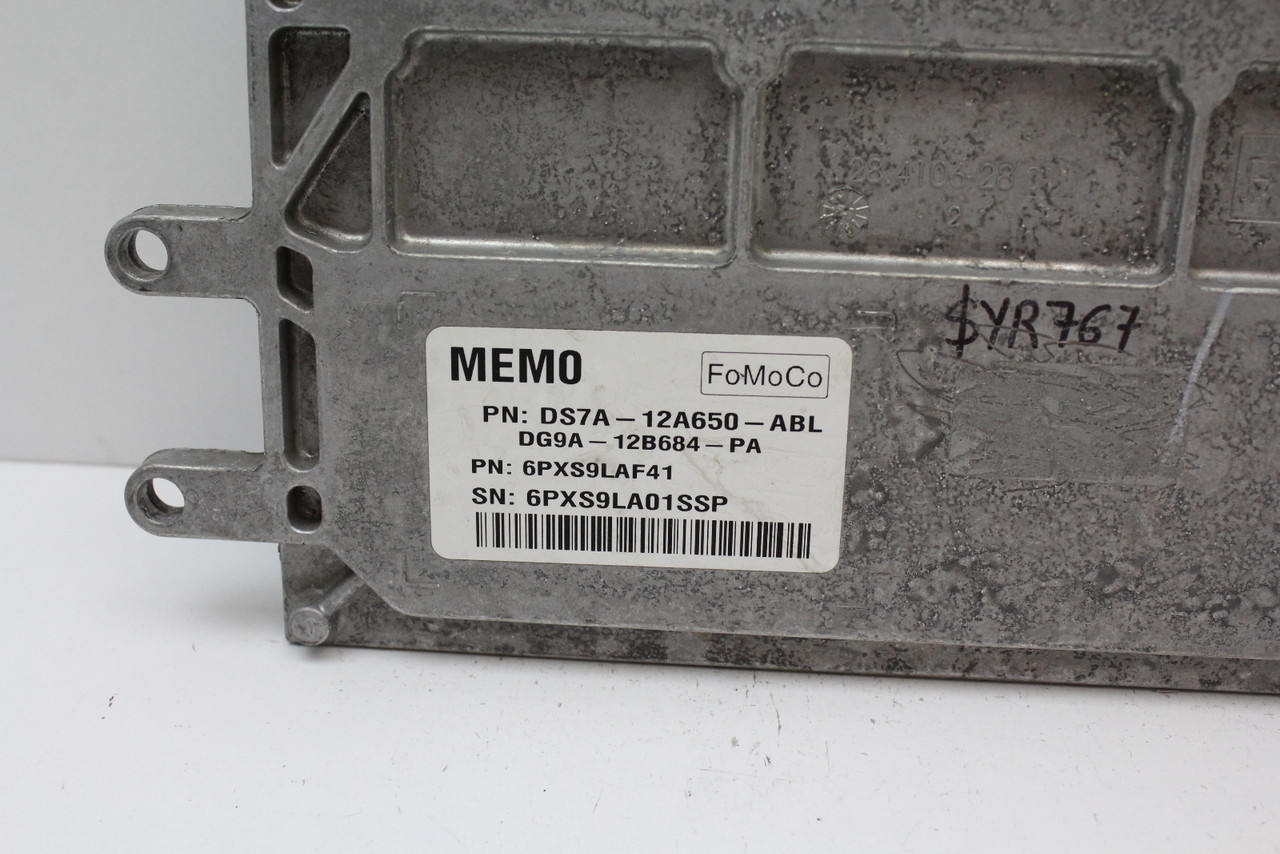 $YR767
MEMO
FoMoCo
PN: DS7A-12A650-ABL
DG9A-12B684-PA
PN: 6PXS9LAF41
SN: 6PXS9LA01SSP